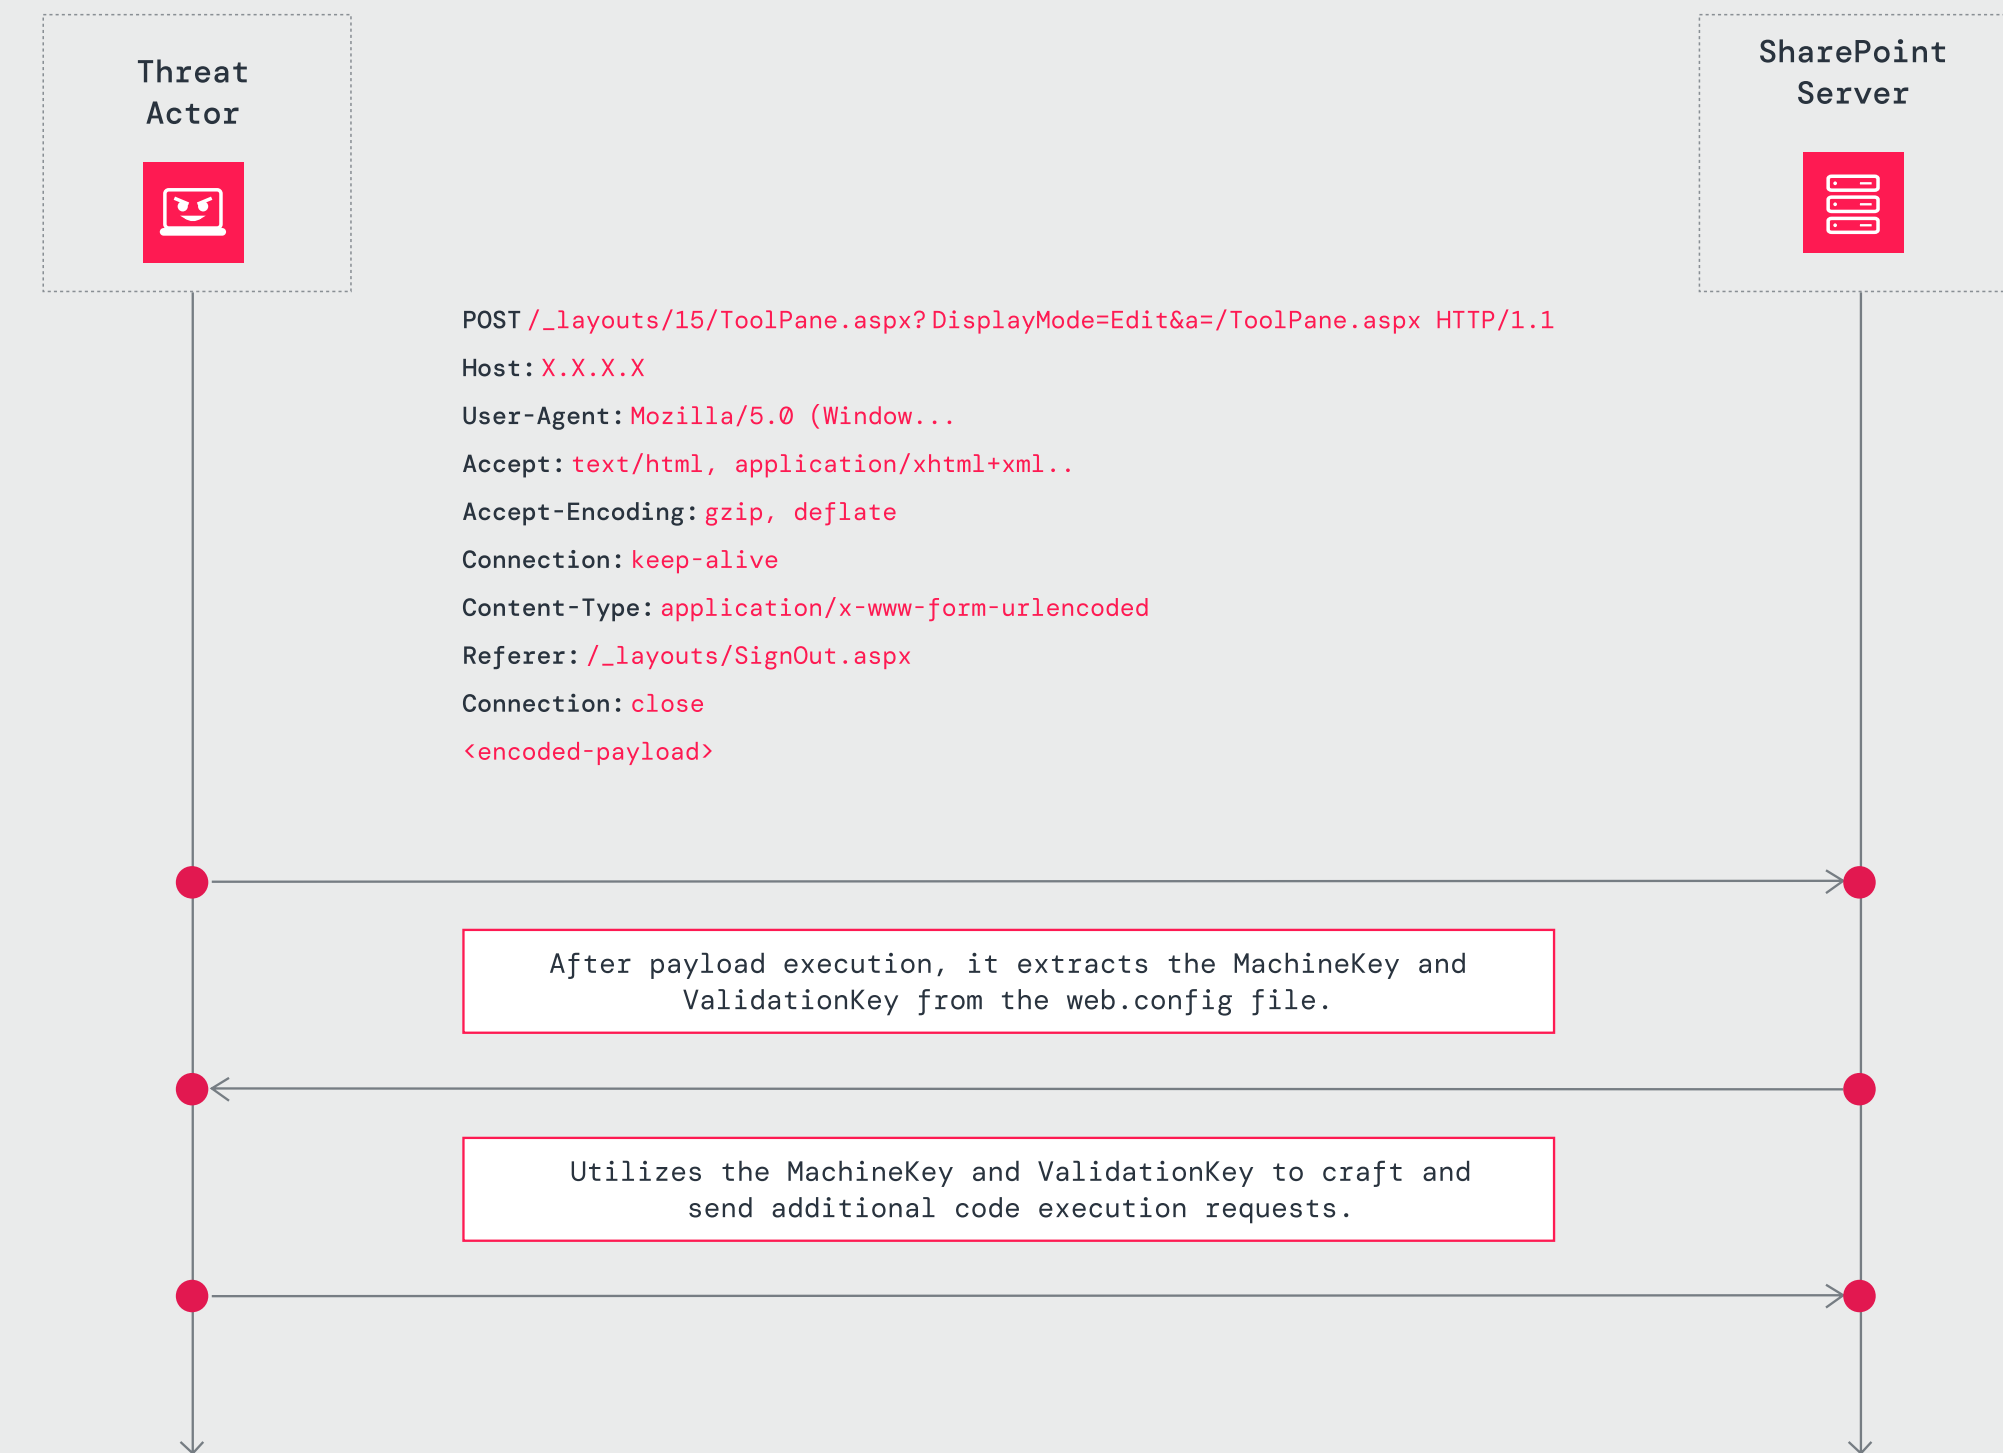 Threat
Actor
SharePoint
Server
POST /_layouts/15/ToolPane.aspx?DisplayMode=Edit&a=/ToolPane.aspx HTTP/1.1
Host: X.X.X.X
User-Agent: Mozilla/5.0 (Window...
Accept: text/html, application/xhtml+xml..
Accept-Encoding: gzip, deflate
Connection: keep-alive
Content-Type: application/x-www-form-urlencoded
Referer: /_layouts/SignOut.aspx
Connection: close
<encoded-payload>
After payload execution, it extracts the MachineKey and
ValidationKey from the web.config file.
Utilizes the MachineKey and ValidationKey to craft and
send additional code execution requests.